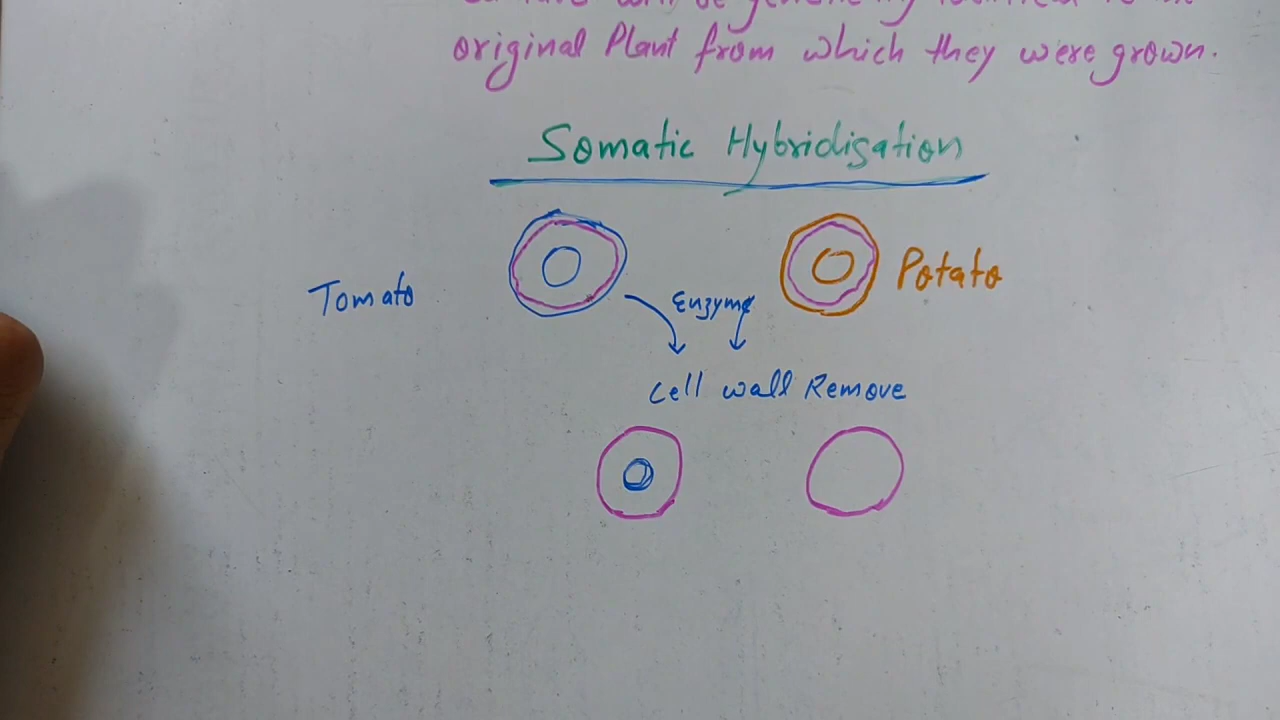 original Plant from which they were grown.
Somatic Hybridisation
Tomato
Potato
Enzyme
Cell wall Remove